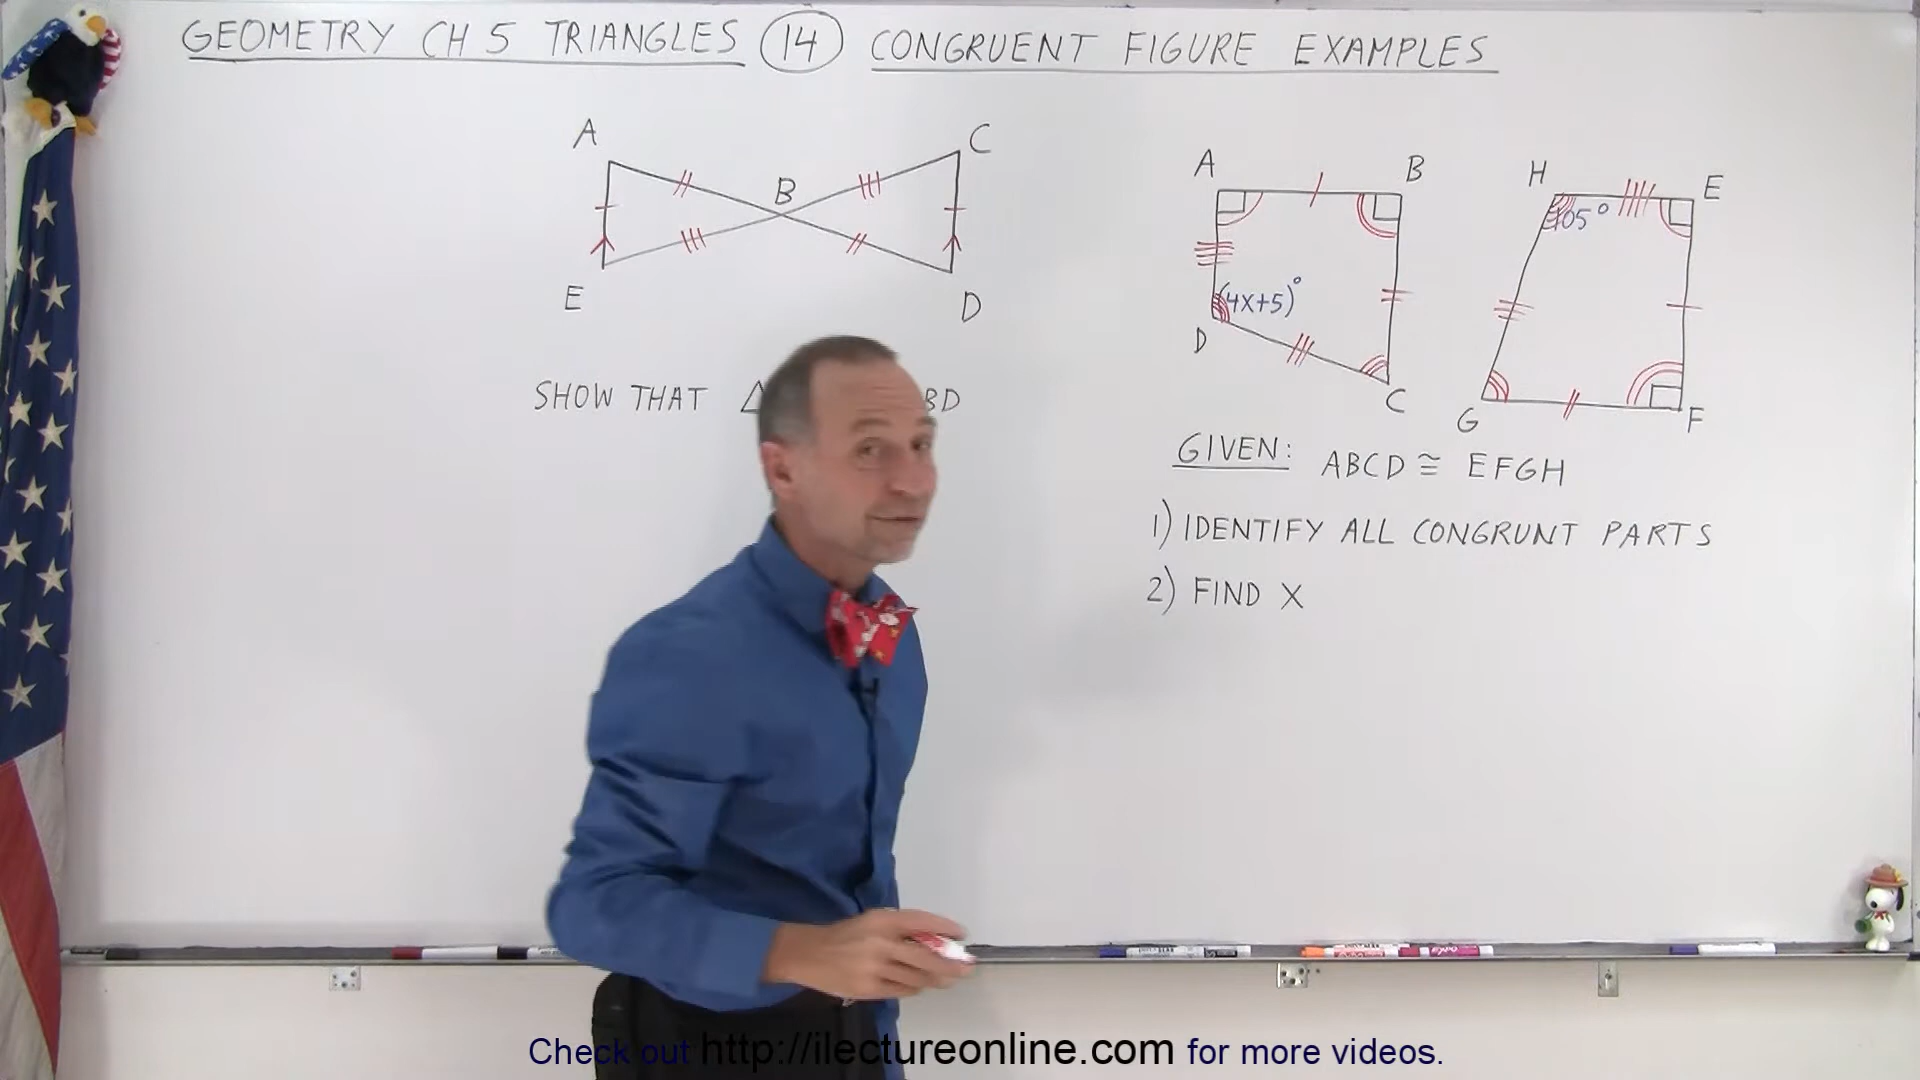 GEOMETRY CH 5 TRIANGLES 14 CONGRUENT FIGURE EXAMPLES
A
C
B
E
D
SHOW THAT △ BD
A
B
(4x+5)°
D
C
H
E
105°
G
F
GIVEN: ABCD ≅ EFGH
1) IDENTIFY ALL CONGRUNT PARTS
2) FIND X
Check out http://ilectureonline.com for more videos.